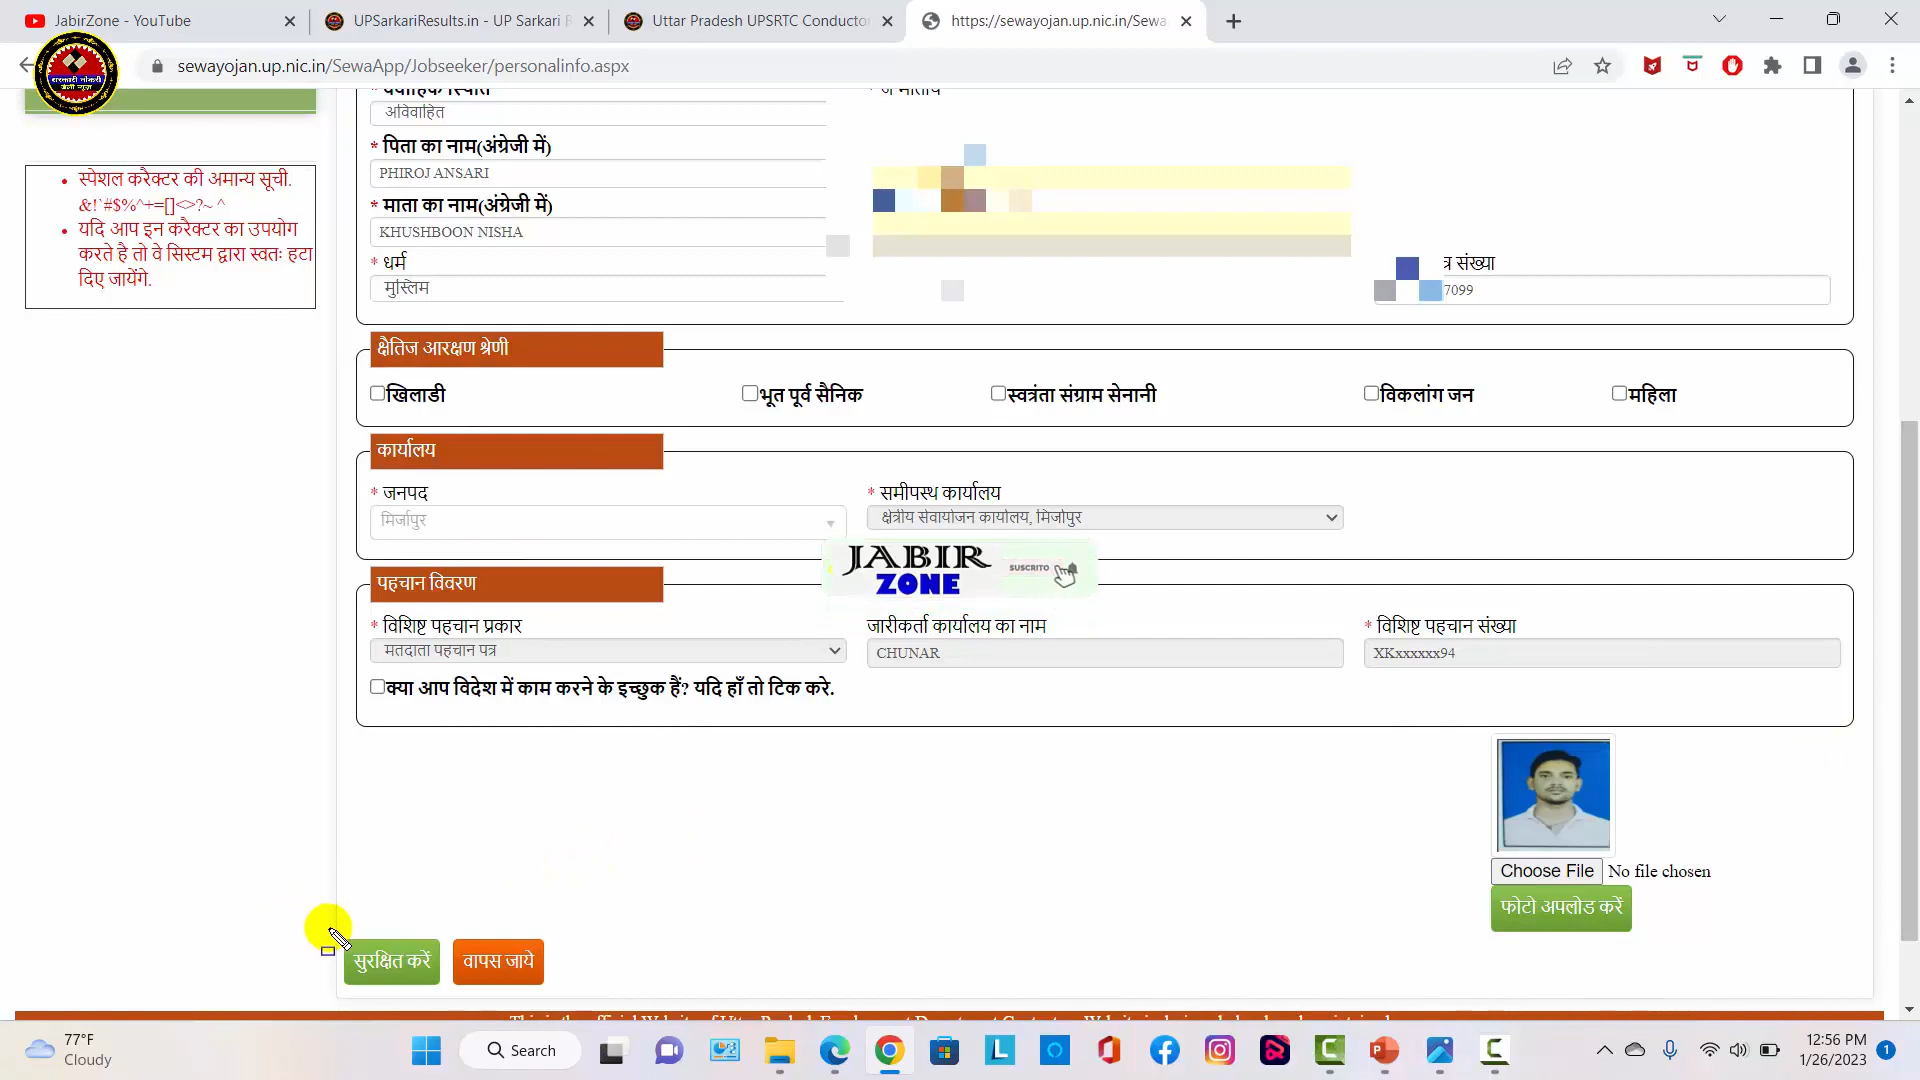 JabirZone - YouTube
UPSarkariResults.in - UP Sarkari R
Uttar Pradesh UPSRTC Conductor
https://sewayojan.up.nic.in/Sewa
सरकारी नौकरी
sewayojan.up.nic.in/SewaApp/Jobseeker/personalinfo.aspx
स्पेशल करैक्टर की अमान्य सूची.
&!`#$%^+=[]<>?~ ^
यदि आप इन करैक्टर का उपयोग
करते है तो वे सिस्टम द्वारा स्वतः हटा
दिए जायेंगे.
अविवाहित
* पिता का नाम(अंग्रेजी में)
PHIROJ ANSARI
* माता का नाम(अंग्रेजी में)
KHUSHBOON NISHA
* धर्म
मुस्लिम
त्र संख्या
7099
क्षैतिज आरक्षण श्रेणी
खिलाडी
भूत पूर्व सैनिक
स्वत्रंता संग्राम सेनानी
विकलांग जन
महिला
कार्यालय
* जनपद
* समीपस्थ कार्यालय
मिर्जापुर
क्षेत्रीय सेवायोजन कार्यालय, मिर्जापुर
JABIR
ZONE
SUSCRITO
पहचान विवरण
* विशिष्ट पहचान प्रकार
जारीकर्ता कार्यालय का नाम
* विशिष्ट पहचान संख्या
मतदाता पहचान पत्र
CHUNAR
XKxxxxxx94
क्या आप विदेश में काम करने के इच्छुक हैं? यदि हाँ तो टिक करे.
Choose File No file chosen
फोटो अपलोड करें
सुरक्षित करें
वापस जाये
77°F
Cloudy
Search
12:56 PM
1/26/2023
1